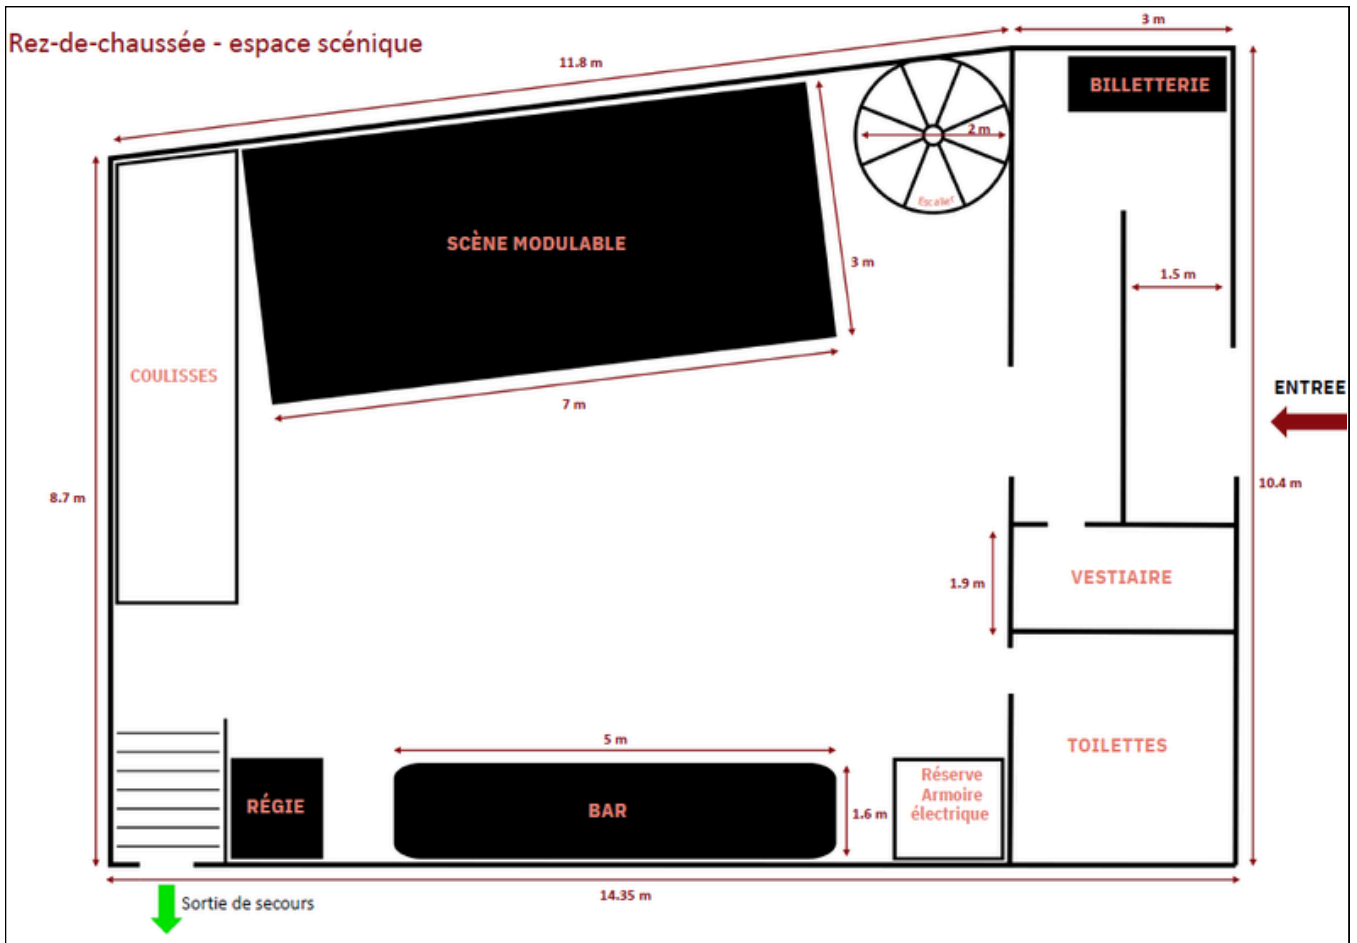 Rez-de-chaussée - espace scénique
3 m
11.8 m
BILLETTERIE
2 m
Escalier
SCÈNE MODULABLE
3 m
1.5 m
COULISSES
ENTREE
7 m
8.7 m
10.4 m
1.9 m
VESTIAIRE
5 m
TOILETTES
RÉGIE
BAR
1.6 m
Réserve
Armoire
électrique
14.35 m
Sortie de secours